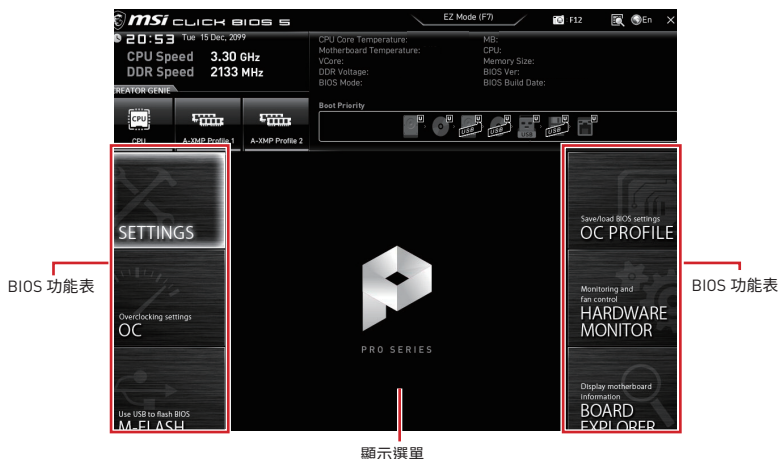 msi CLICK BIOS 5
EZ Mode (F7)
F12
En
20:53 Tue 15 Dec, 2099
CPU Speed 3.30 GHz
DDR Speed 2133 MHz
CREATOR GENIE
CPU
CPU
A-XMP Profile 1
A-XMP Profile 2
CPU Core Temperature:
Motherboard Temperature:
VCore:
DDR Voltage:
BIOS Mode:
MB:
CPU:
Memory Size:
BIOS Ver:
BIOS Build Date:
Boot Priority
U U U U U U U
USB USB USB USB
SETTINGS
Overclocking settings
OC
Use USB to flash BIOS
M-FLASH
BIOS 功能表
PRO SERIES
Save/load BIOS settings
OC PROFILE
Monitoring and
fan control
HARDWARE
MONITOR
Display motherboard
information
BOARD
EXPLORER
BIOS 功能表
顯示選單